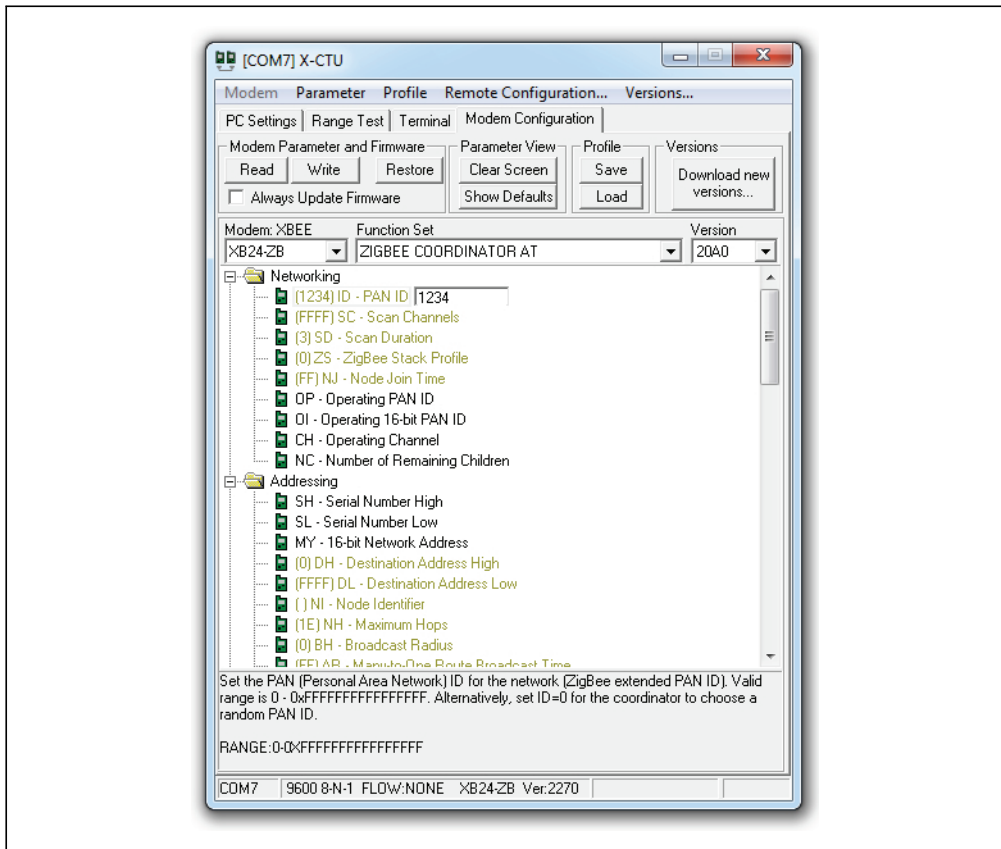 [COM7] X-CTU
Modem Parameter Profile Remote Configuration... Versions...
PC Settings Range Test Terminal Modem Configuration
Modem Parameter and Firmware Parameter View Profile Versions
Read Write Restore Clear Screen Save Download new versions...
Always Update Firmware Show Defaults Load
Modem: XBEE Function Set Version
XB24-ZB ZIGBEE COORDINATOR AT 20A0
Networking
(1234) ID - PAN ID 1234
(FFFF) SC - Scan Channels
(3) SD - Scan Duration
(0) ZS - ZigBee Stack Profile
(FF) NJ - Node Join Time
OP - Operating PAN ID
OI - Operating 16-bit PAN ID
CH - Operating Channel
NC - Number of Remaining Children
Addressing
SH - Serial Number High
SL - Serial Number Low
MY - 16-bit Network Address
(0) DH - Destination Address High
(FFFF) DL - Destination Address Low
( ) NI - Node Identifier
(1E) NH - Maximum Hops
(0) BH - Broadcast Radius
(FF) AR - Many-to-One Route Broadcast Time
Set the PAN (Personal Area Network) ID for the network (ZigBee extended PAN ID). Valid
range is 0 - 0xFFFFFFFFFFFFFFFF. Alternatively, set ID=0 for the coordinator to choose a
random PAN ID.
RANGE:0-0XFFFFFFFFFFFFFFFF
COM7 9600 8-N-1 FLOW:NONE XB24-ZB Ver:2270